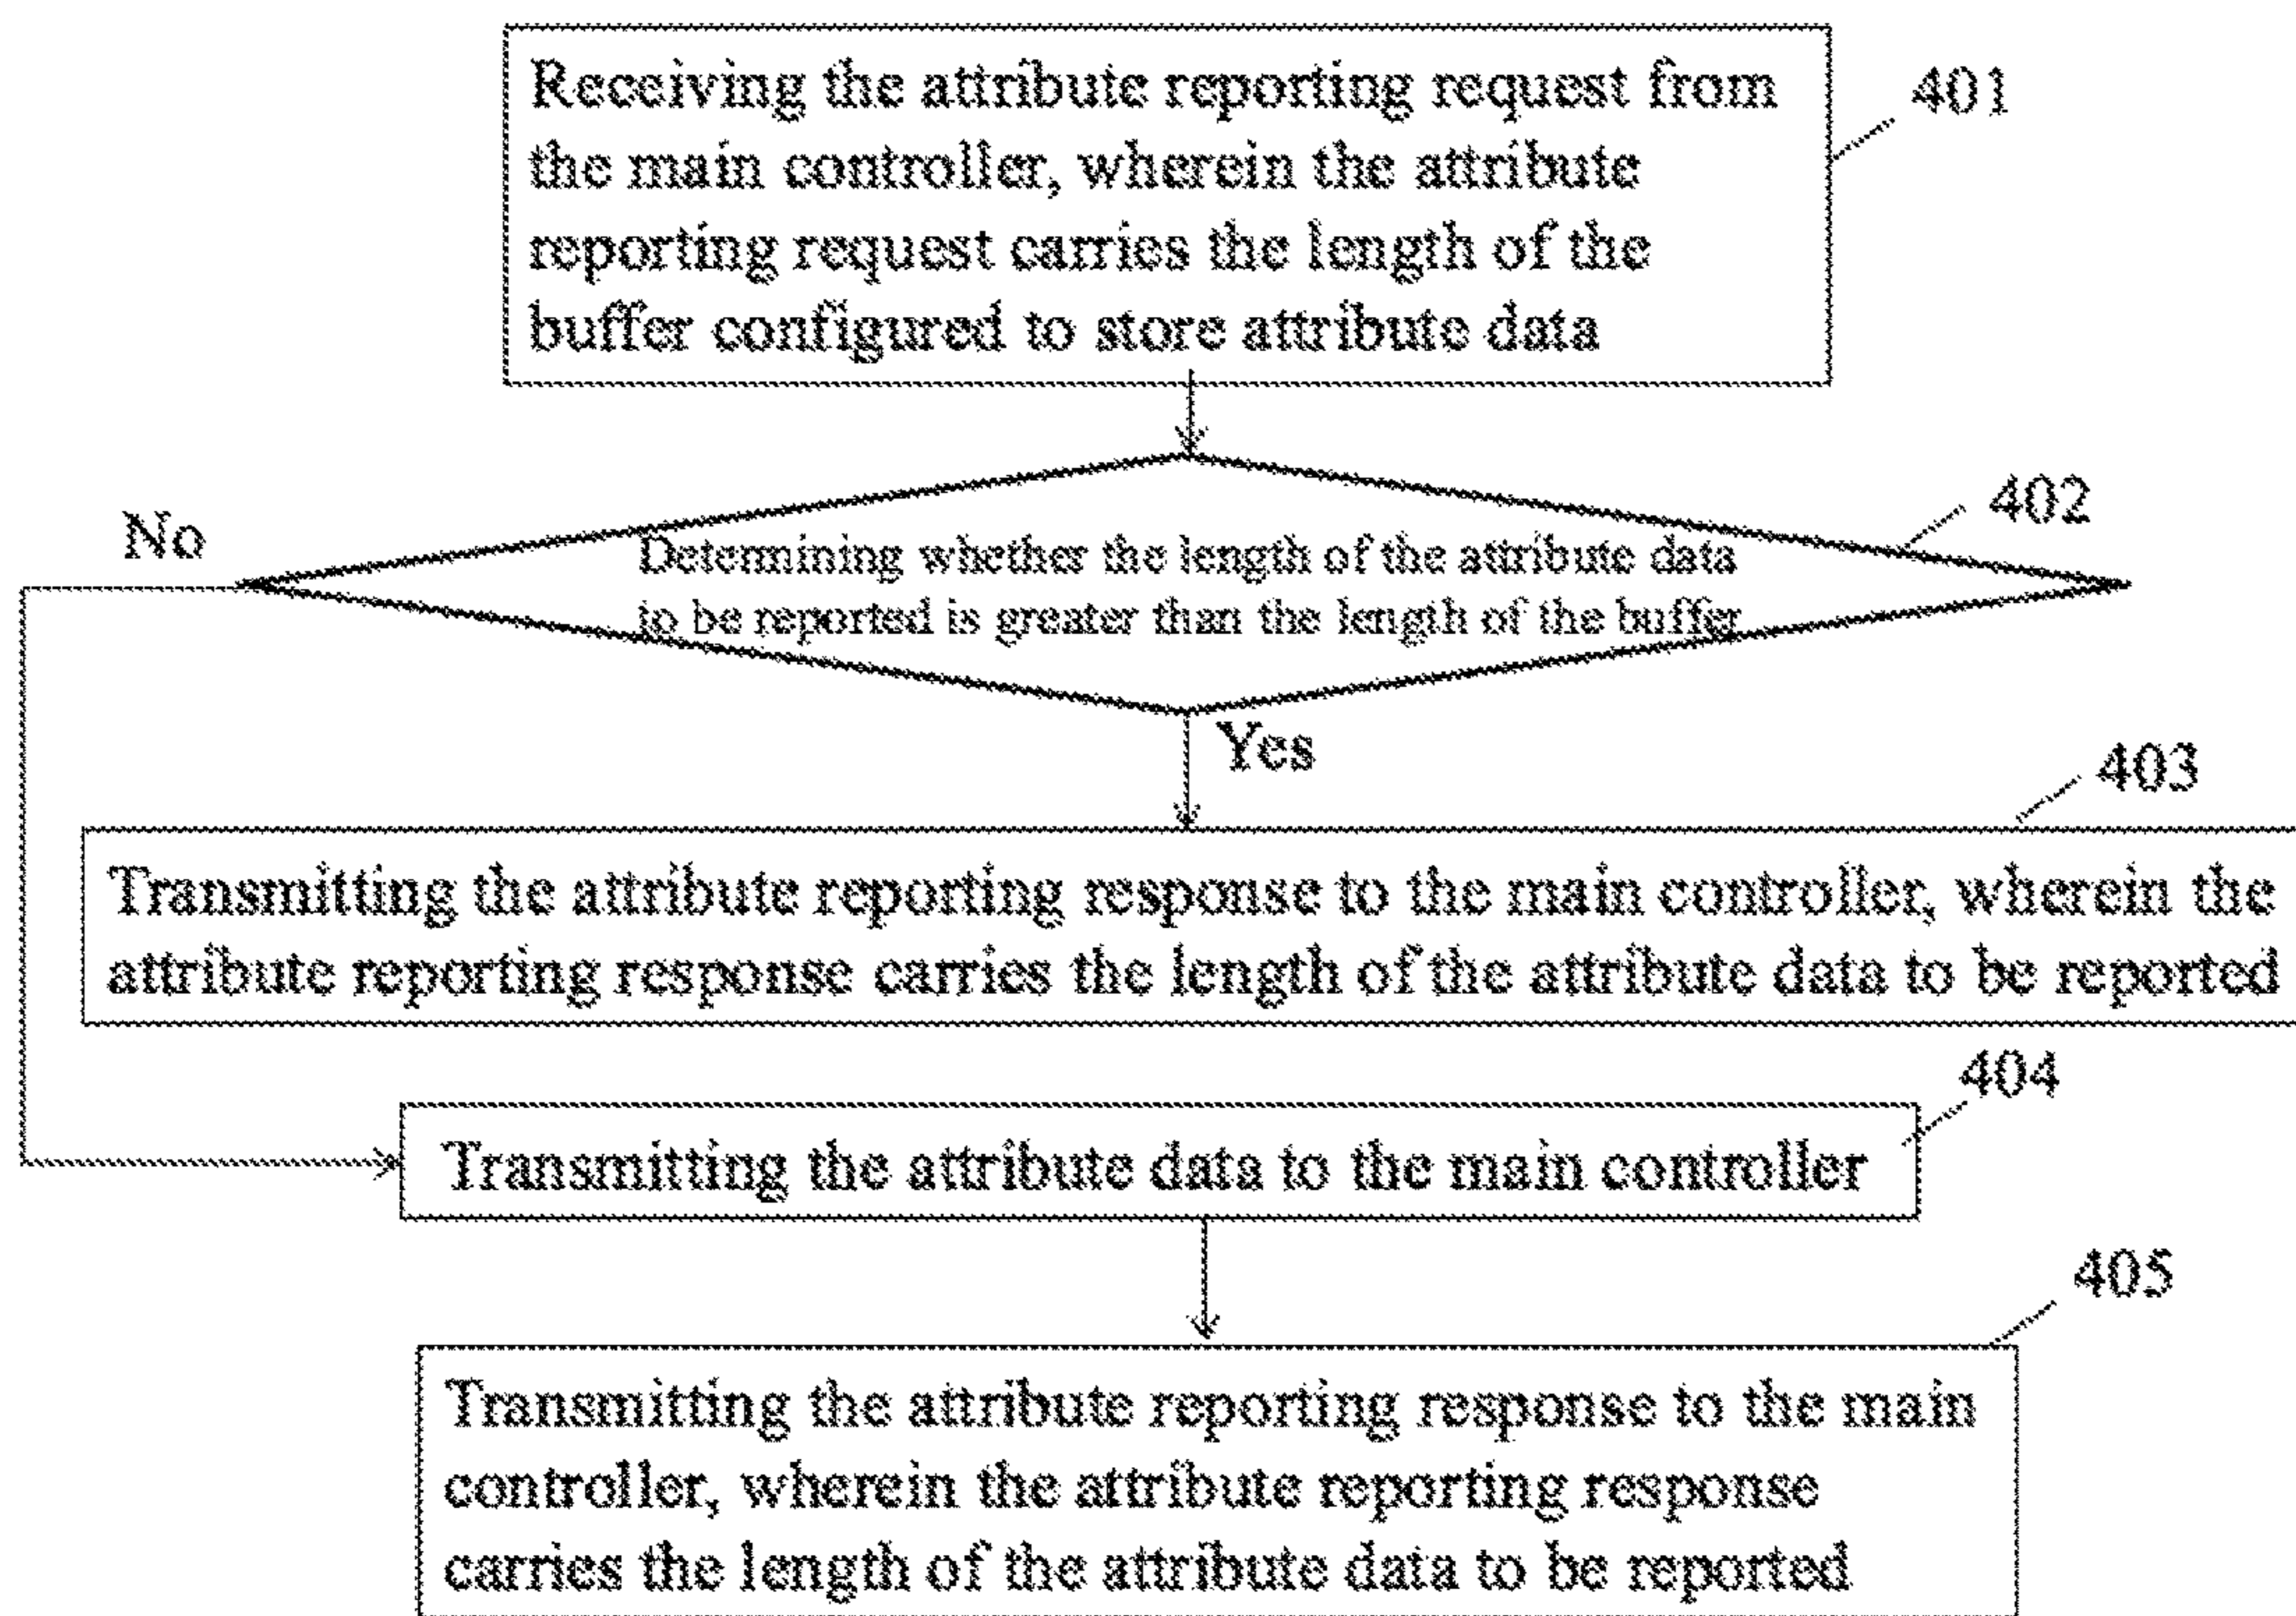 Receiving the attribute reporting request from
the main controller, wherein the attribute
reporting request carries the length of the
buffer configured to store attribute data
401
402
No
Determining whether the length of the attribute data
to be reported is greater than the length of the buffer
Yes
403
Transmitting the attribute reporting response to the main controller, wherein the
attribute reporting response carries the length of the attribute data to be reported
404
Transmitting the attribute data to the main controller
405
Transmitting the attribute reporting response to the main
controller, wherein the attribute reporting response
carries the length of the attribute data to be reported